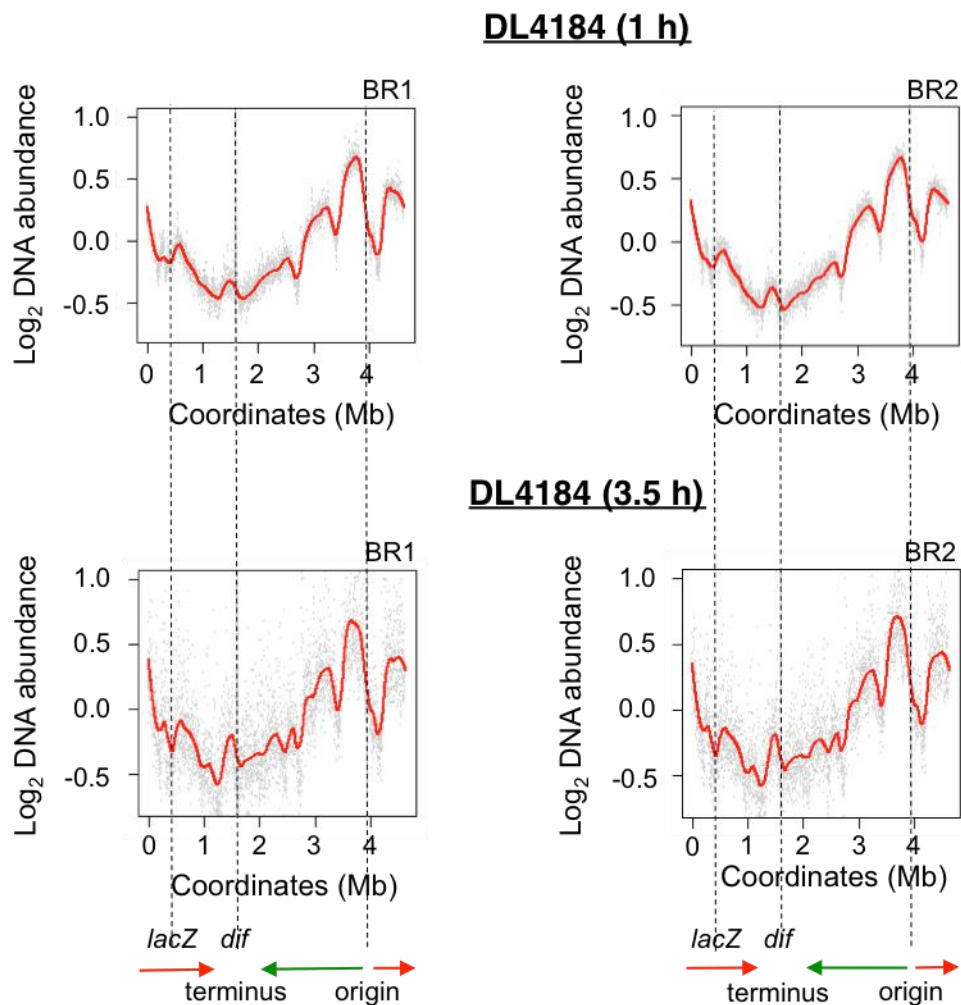 DL4184 (1 h)
BR1
BR2
Log2 DNA abundance
1.0
0.5
0.0
-0.5
0 1 2 3 4
Coordinates (Mb)
Log2 DNA abundance
1.0
0.5
0.0
-0.5
0 1 2 3 4
Coordinates (Mb)
DL4184 (3.5 h)
BR1
BR2
Log2 DNA abundance
1.0
0.5
0.0
-0.5
0 1 2 3 4
Coordinates (Mb)
Log2 DNA abundance
1.0
0.5
0.0
-0.5
0 1 2 3 4
Coordinates (Mb)
lacZ dif
terminus origin
lacZ dif
terminus origin